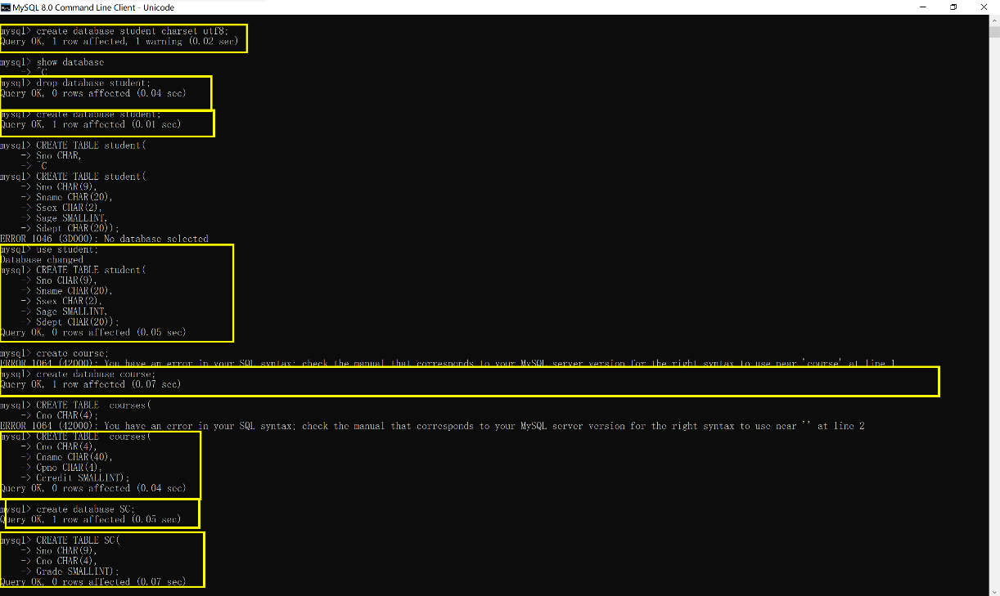 MySQL 8.0 Command Line Client - Unicode
mysql> create database student charset utf8;
Query OK, 1 row affected, 1 warning (0.02 sec)
mysql> show database
-> ^C
mysql> drop database student;
Query OK, 0 rows affected (0.04 sec)
mysql> create database student;
Query OK, 1 row affected (0.01 sec)
mysql> CREATE TABLE student(
-> Sno CHAR,
-> ^C
mysql> CREATE TABLE student(
-> Sno CHAR(9),
-> Sname CHAR(20),
-> Ssex CHAR(2),
-> Sage SMALLINT,
-> Sdept CHAR(20));
ERROR 1046 (3D000): No database selected
mysql> use student;
Database changed
mysql> CREATE TABLE student(
-> Sno CHAR(9),
-> Sname CHAR(20),
-> Ssex CHAR(2),
-> Sage SMALLINT,
-> Sdept CHAR(20));
Query OK, 0 rows affected (0.05 sec)
mysql> create course;
ERROR 1064 (42000): You have an error in your SQL syntax; check the manual that corresponds to your MySQL server version for the right syntax to use near 'course' at line 1
mysql> create database course;
Query OK, 1 row affected (0.07 sec)
mysql> CREATE TABLE  courses(
-> Cno CHAR(4);
ERROR 1064 (42000): You have an error in your SQL syntax; check the manual that corresponds to your MySQL server version for the right syntax to use near '' at line 2
mysql> CREATE TABLE  courses(
-> Cno CHAR(4),
-> Cname CHAR(40),
-> Cpno CHAR(4),
-> Ccredit SMALLINT);
Query OK, 0 rows affected (0.04 sec)
mysql> create database SC;
Query OK, 1 row affected (0.05 sec)
mysql> CREATE TABLE SC(
-> Sno CHAR(9),
-> Cno CHAR(4),
-> Grade SMALLINT);
Query OK, 0 rows affected (0.07 sec)